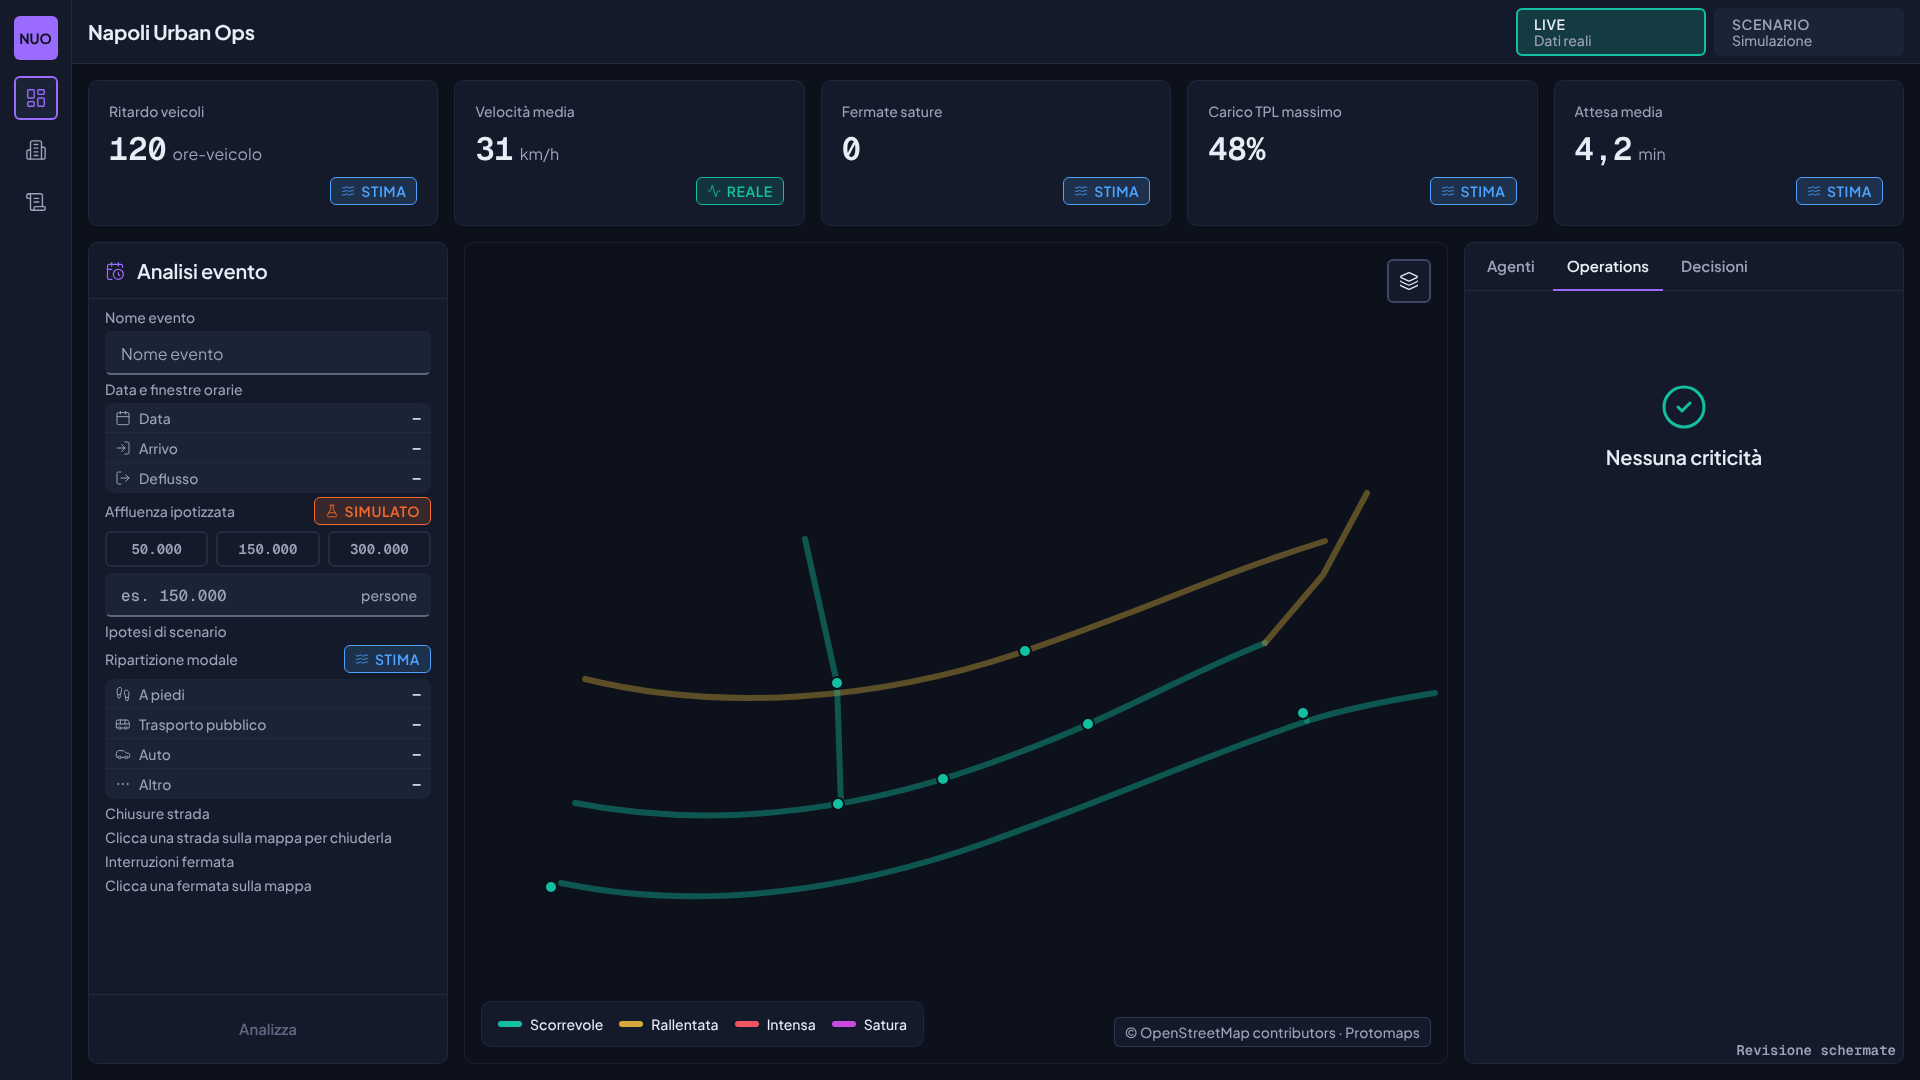 NUO
Napoli Urban Ops
LIVE
Dati reali
SCENARIO
Simulazione
Ritardo veicoli
120 ore-veicolo
STIMA
Velocità media
31 km/h
REALE
Fermate sature
0
STIMA
Carico TPL massimo
48%
STIMA
Attesa media
4,2 min
STIMA
Analisi evento
Nome evento
Nome evento
Data e finestre orarie
Data –
Arrivo –
Deflusso –
Affluenza ipotizzata SIMULATO
50.000 150.000 300.000
es. 150.000 persone
Ipotesi di scenario
Ripartizione modale STIMA
A piedi –
Trasporto pubblico –
Auto –
Altro –
Chiusure strada
Clicca una strada sulla mappa per chiuderla
Interruzioni fermata
Clicca una fermata sulla mappa
Analizza
Scorrevole Rallentata Intensa Satura
© OpenStreetMap contributors · Protomaps
Agenti Operations Decisioni
Nessuna criticità
Revisione schermate